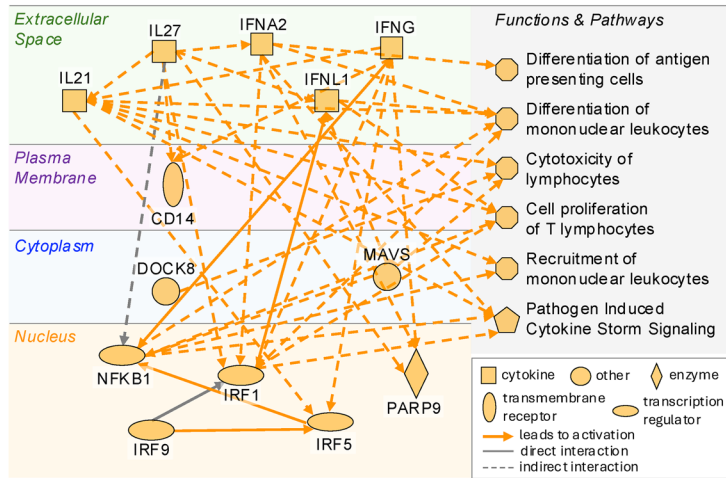 Extracellular
Space
IL27
IFNA2
IFNG
Functions & Pathways
IL21
IFNL1
Differentiation of antigen
presenting cells
Differentiation of
mononuclear leukocytes
Plasma
Membrane
CD14
Cytotoxicity of
lymphocytes
Cell proliferation
of T lymphocytes
Cytoplasm
DOCK8
MAVS
Recruitment of
mononuclear leukocytes
Pathogen Induced
Cytokine Storm Signaling
Nucleus
NFKB1
IRF1
PARP9
IRF9
IRF5
cytokine
other
enzyme
transmembrane
receptor
transcription
regulator
leads to activation
direct interaction
indirect interaction